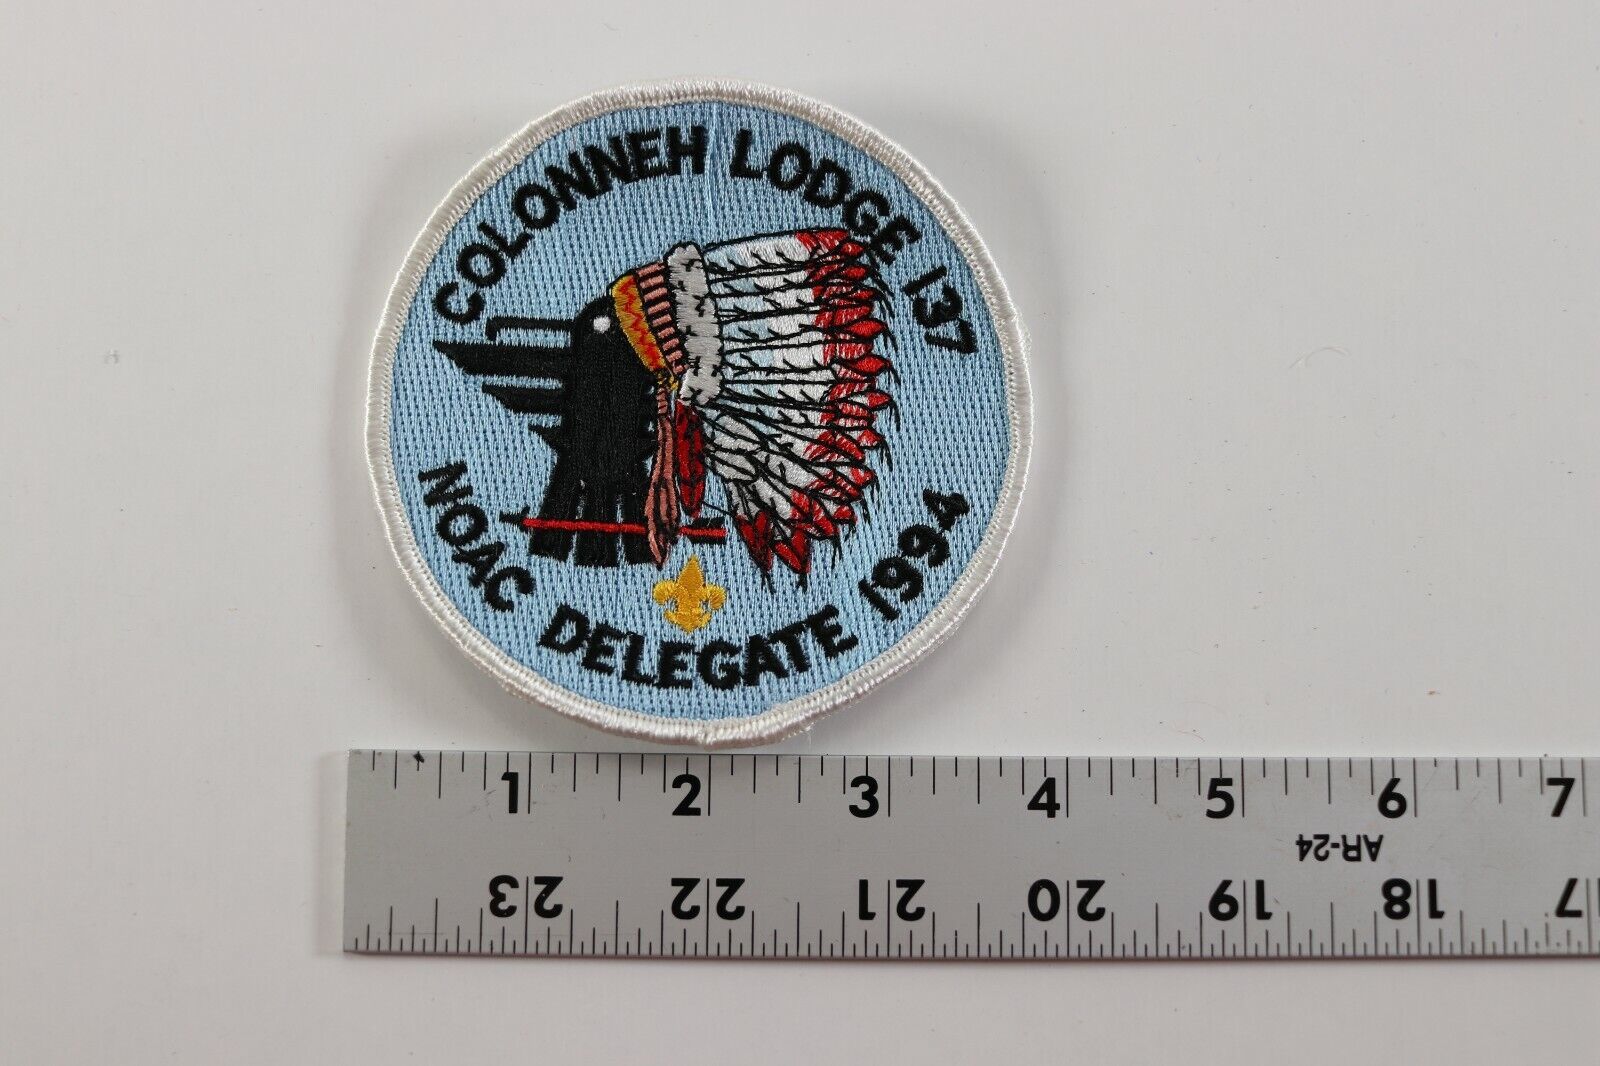 COLONNEH LODGE 137
NOAC DELEGATE 1994
1 2 3 4 5 6 7
AR-24
23 22 21 20 19 18 17